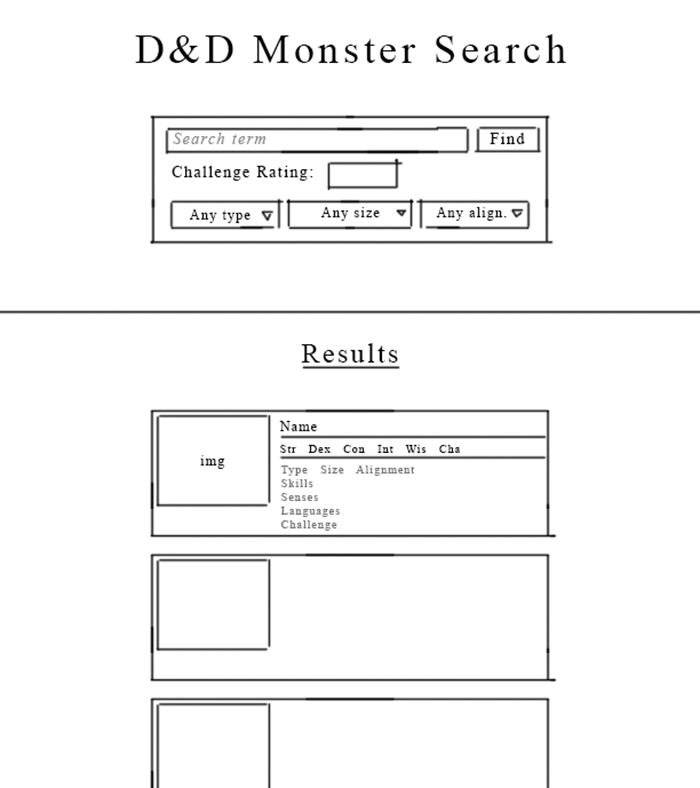 D&D Monster Search
Search term
Find
Challenge Rating:
Any type
Any size
Any align.
Results
img
Name
Str Dex Con Int Wis Cha
Type Size Alignment
Skills
Senses
Languages
Challenge